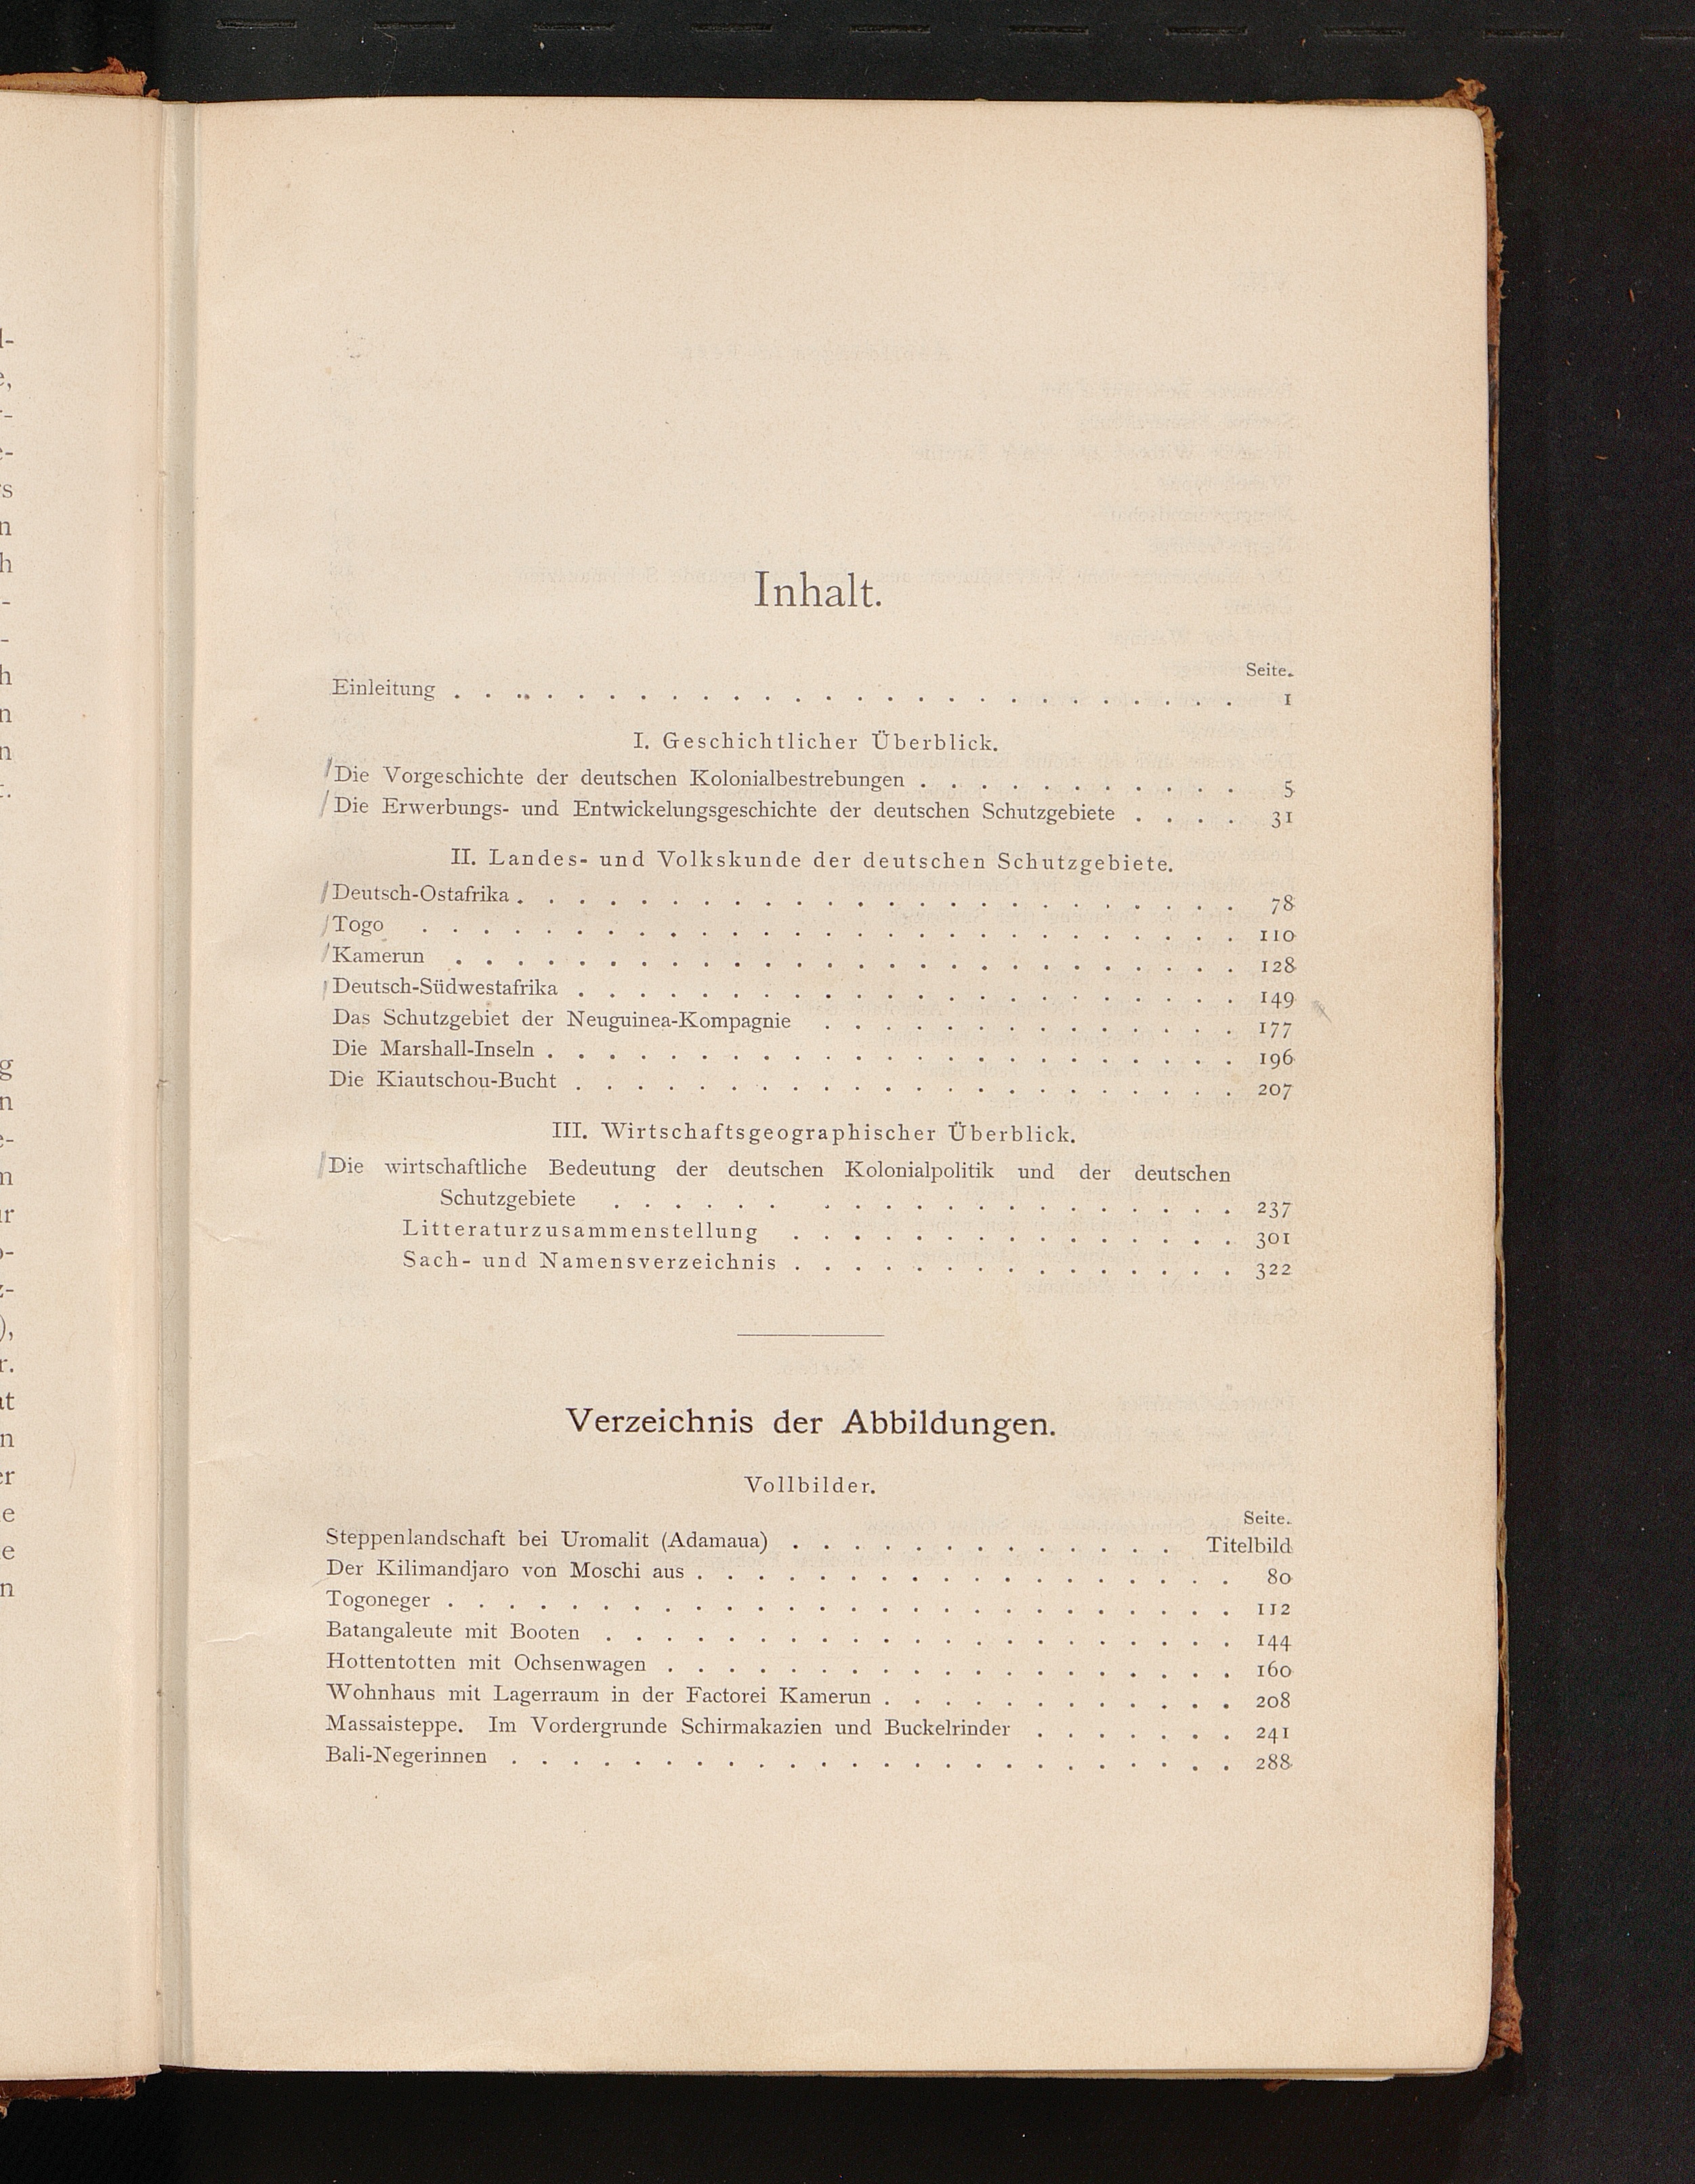 Inhalt.
Seite.
Einleitung . . . . . . . . . . . . . . . . . . . . . . . . . . 1
I. Geschichtlicher Überblick.
Die Vorgeschichte der deutschen Kolonialbestrebungen . . . . . . . . . . . 5
Die Erwerbungs- und Entwickelungsgeschichte der deutschen Schutzgebiete . . . . 31
II. Landes- und Volkskunde der deutschen Schutzgebiete.
Deutsch-Ostafrika . . . . . . . . . . . . . . . . . . . . . . . . 78
Togo . . . . . . . . . . . . . . . . . . . . . . . . . . . 110
Kamerun . . . . . . . . . . . . . . . . . . . . . . . . . . 128
Deutsch-Südwestafrika . . . . . . . . . . . . . . . . . . . . . . 149
Das Schutzgebiet der Neuguinea-Kompagnie . . . . . . . . . . . . . . 177
Die Marshall-Inseln . . . . . . . . . . . . . . . . . . . . . . . 196
Die Kiautschou-Bucht . . . . . . . . . . . . . . . . . . . . . . 207
III. Wirtschaftsgeographischer Überblick.
Die wirtschaftliche Bedeutung der deutschen Kolonialpolitik und der deutschen
Schutzgebiete . . . . . . . . . . . . . . . . . . . . 237
Litteraturzusammenstellung . . . . . . . . . . . . . . . 301
Sach- und Namensverzeichnis . . . . . . . . . . . . . . . 322
Verzeichnis der Abbildungen.
Vollbilder.
Seite.
Steppenlandschaft bei Uromalit (Adamaua) . . . . . . . . . . . . . Titelbild
Der Kilimandjaro von Moschi aus . . . . . . . . . . . . . . . . . . 80
Togoneger . . . . . . . . . . . . . . . . . . . . . . . . . . 112
Batangaleute mit Booten . . . . . . . . . . . . . . . . . . . . . 144
Hottentotten mit Ochsenwagen . . . . . . . . . . . . . . . . . . . 160
Wohnhaus mit Lagerraum in der Factorei Kamerun . . . . . . . . . . . . 208
Massaisteppe. Im Vordergrunde Schirmakazien und Buckelrinder . . . . . . . 241
Bali-Negerinnen . . . . . . . . . . . . . . . . . . . . . . . . 288